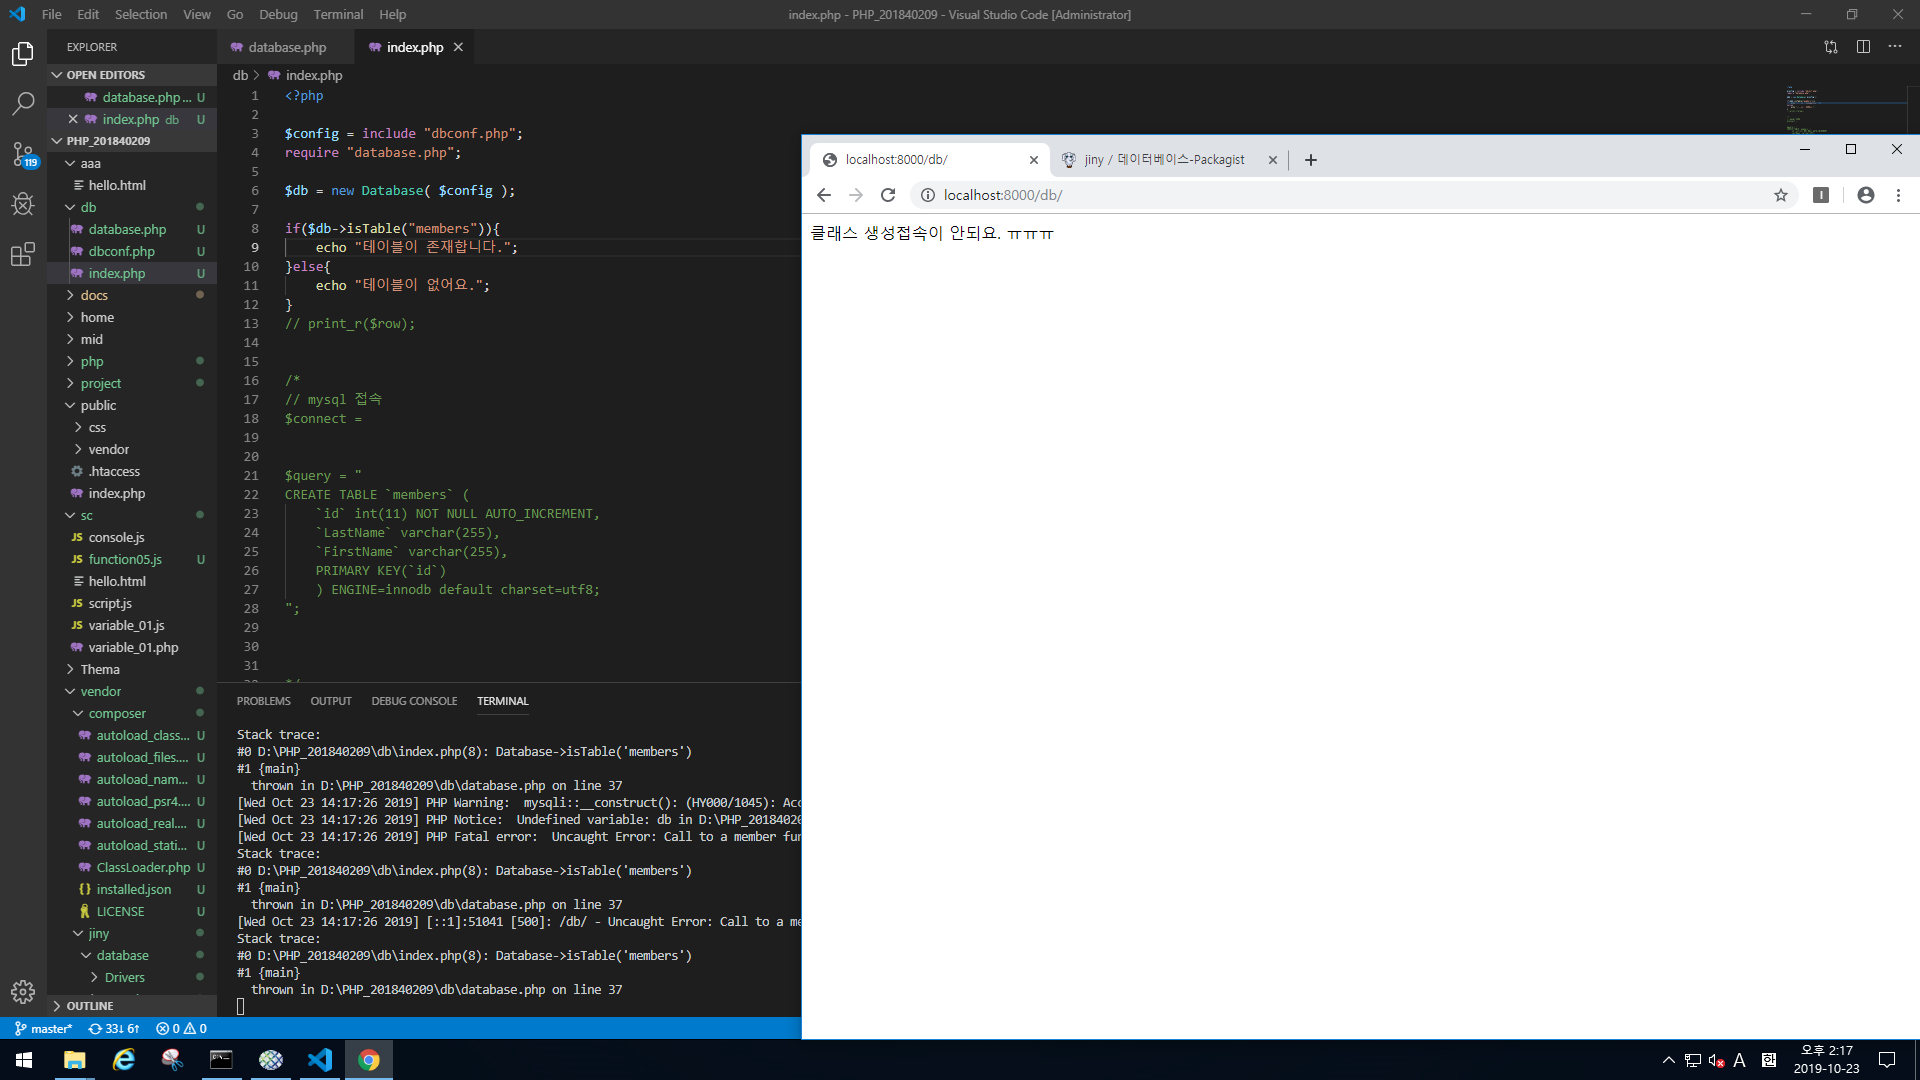 File Edit Selection View Go Debug Terminal Help
index.php - PHP_201840209 - Visual Studio Code [Administrator]
EXPLORER
OPEN EDITORS
database.php ... U
index.php db U
PHP_201840209
aaa
hello.html
db
database.php U
dbconf.php U
index.php U
docs
home
mid
php
project
public
css
vendor
.htaccess
index.php
sc
console.js
function05.js U
hello.html
script.js
variable_01.js
variable_01.php
Thema
vendor
composer
autoload_class... U
autoload_files.... U
autoload_nam... U
autoload_psr4.... U
autoload_real.... U
autoload_stati... U
ClassLoader.php U
installed.json U
LICENSE U
jiny
database
Drivers
OUTLINE
119
database.php
index.php
db > index.php
1 <?php
2
3 $config = include "dbconf.php";
4 require "database.php";
5
6 $db = new Database( $config );
7
8 if($db->isTable("members")){
9 echo "테이블이 존재합니다.";
10 }else{
11 echo "테이블이 없어요.";
12 }
13 // print_r($row);
14
15
16 /*
17 // mysql 접속
18 $connect =
19
20
21 $query = "
22 CREATE TABLE `members` (
23 `id` int(11) NOT NULL AUTO_INCREMENT,
24 `LastName` varchar(255),
25 `FirstName` varchar(255),
26 PRIMARY KEY(`id`)
27 ) ENGINE=innodb default charset=utf8;
28 ";
29
30
31
PROBLEMS OUTPUT DEBUG CONSOLE TERMINAL
Stack trace:
#0 D:\PHP_201840209\db\index.php(8): Database->isTable('members')
#1 {main}
thrown in D:\PHP_201840209\db\database.php on line 37
[Wed Oct 23 14:17:26 2019] PHP Warning: mysqli::__construct(): (HY000/1045): Acc
[Wed Oct 23 14:17:26 2019] PHP Notice: Undefined variable: db in D:\PHP_20184020
[Wed Oct 23 14:17:26 2019] PHP Fatal error: Uncaught Error: Call to a member fun
Stack trace:
#0 D:\PHP_201840209\db\index.php(8): Database->isTable('members')
#1 {main}
thrown in D:\PHP_201840209\db\database.php on line 37
[Wed Oct 23 14:17:26 2019] [::1]:51041 [500]: /db/ - Uncaught Error: Call to a me
Stack trace:
#0 D:\PHP_201840209\db\index.php(8): Database->isTable('members')
#1 {main}
thrown in D:\PHP_201840209\db\database.php on line 37
master* 33↓ 6↑ 0 0
localhost:8000/db/
jiny / 데이터베이스-Packagist
localhost:8000/db/
클래스 생성접속이 안되요. ㅠㅠㅠ
A 한
오후 2:17
2019-10-23